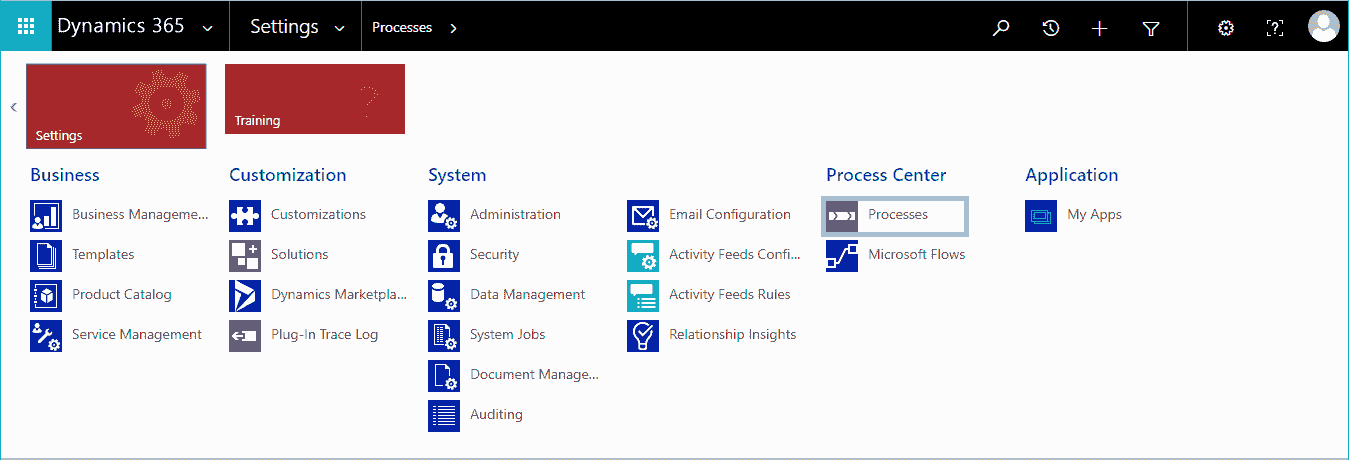 Dynamics 365 Settings Processes
Settings
Training
Business
Business Manageme...
Templates
Product Catalog
Service Management
Customization
Customizations
Solutions
Dynamics Marketpla...
Plug-In Trace Log
System
Administration
Security
Data Management
System Jobs
Document Manage...
Auditing
Email Configuration
Activity Feeds Confi...
Activity Feeds Rules
Relationship Insights
Process Center
Processes
Microsoft Flows
Application
My Apps